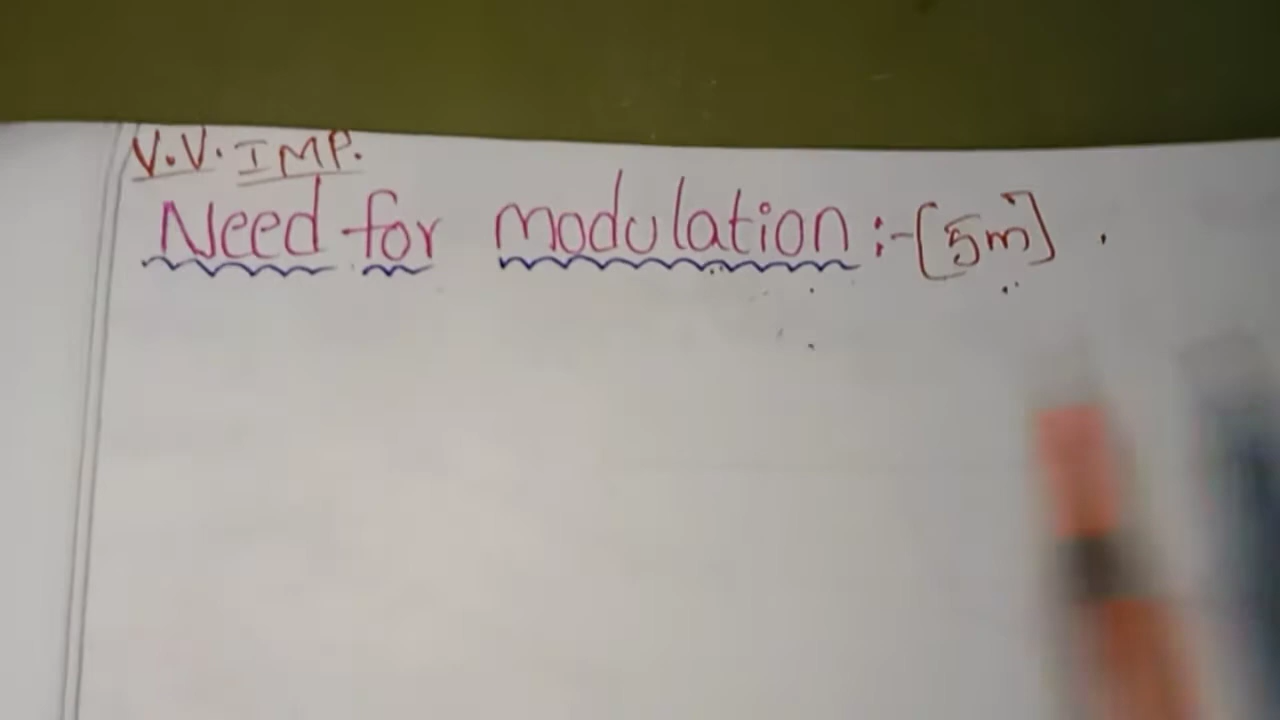 V.V. IMP.
Need for modulation :- [5m]